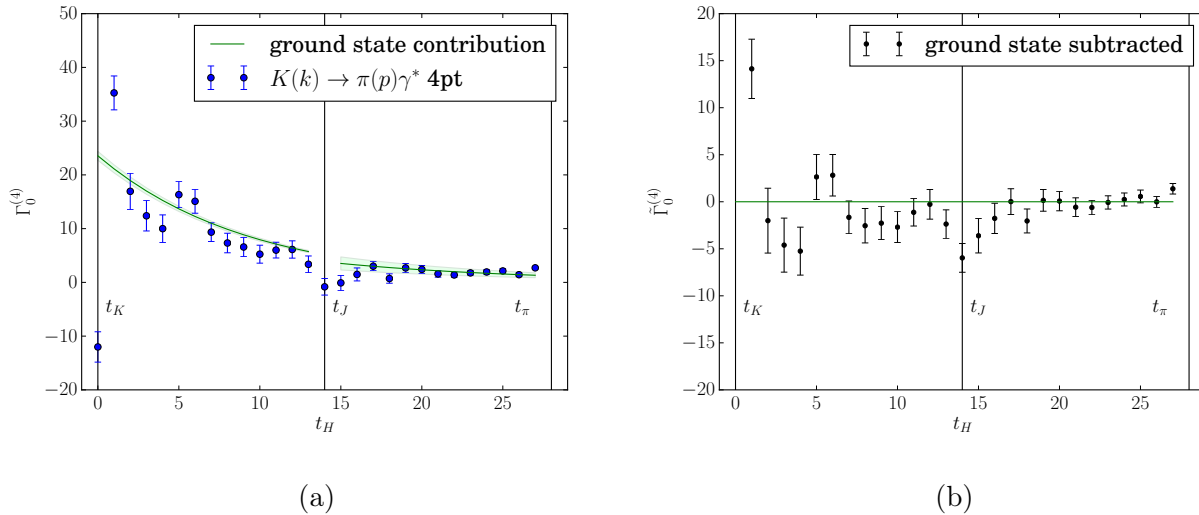 ground state contribution
K(k) → π(p)γ* 4pt
50
40
30
20
10
0
−10
−20
Γ₀⁽⁴⁾
t_K
t_J
t_π
0
5
10
15
20
25
t_H
(a)
ground state subtracted
20
15
10
5
0
−5
−10
−15
−20
Γ̃₀⁽⁴⁾
t_K
t_J
t_π
0
5
10
15
20
25
t_H
(b)